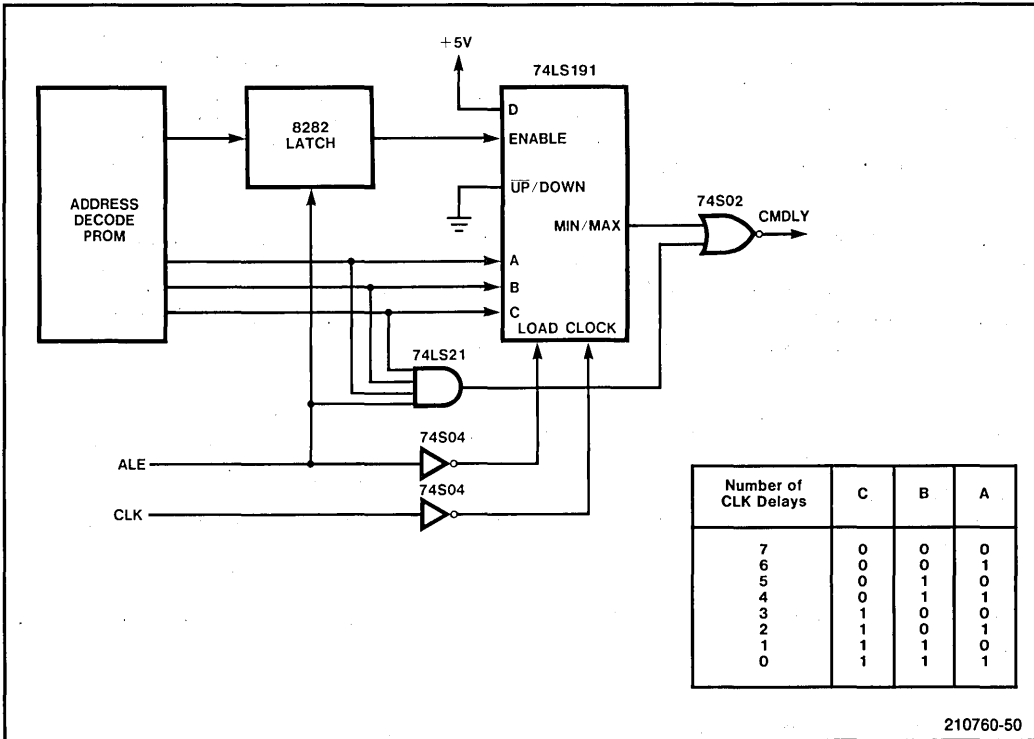 +5V
74LS191
ADDRESS
DECODE
PROM
8282
LATCH
D
ENABLE
UP/DOWN
MIN/MAX
A
B
C
LOAD CLOCK
74S02
CMDLY
74LS21
74S04
ALE
74S04
CLK
Number of CLK Delays C B A
7 0 0 0
6 0 0 1
5 0 1 0
4 0 1 1
3 1 0 0
2 1 0 1
1 1 1 0
0 1 1 1
210760-50